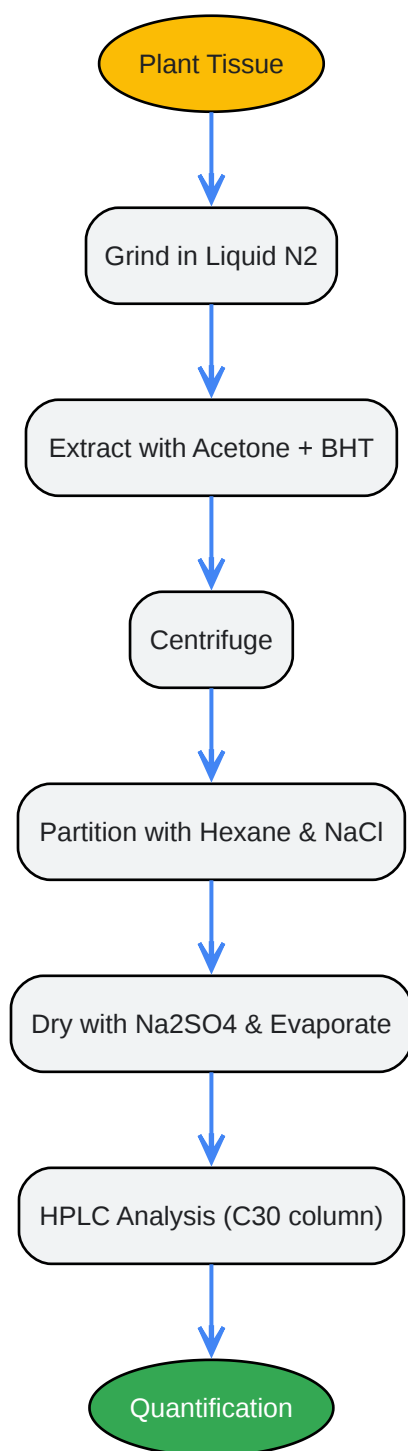 Plant Tissue
Grind in Liquid N2
Extract with Acetone + BHT
Centrifuge
Partition with Hexane & NaCl
Dry with Na2SO4 & Evaporate
HPLC Analysis (C30 column)
Quantification